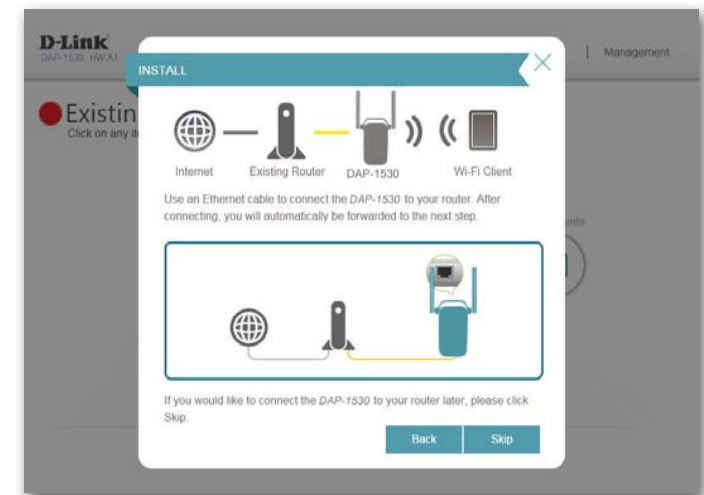 D-Link
DAP-1530 HW:A1
Management
INSTALL
Existin
Click on any it
Internet
Existing Router
DAP-1530
Wi-Fi Client
Use an Ethernet cable to connect the DAP-1530 to your router. After
connecting, you will automatically be forwarded to the next step.
ents
If you would like to connect the DAP-1530 to your router later, please click
Skip.
Back
Skip